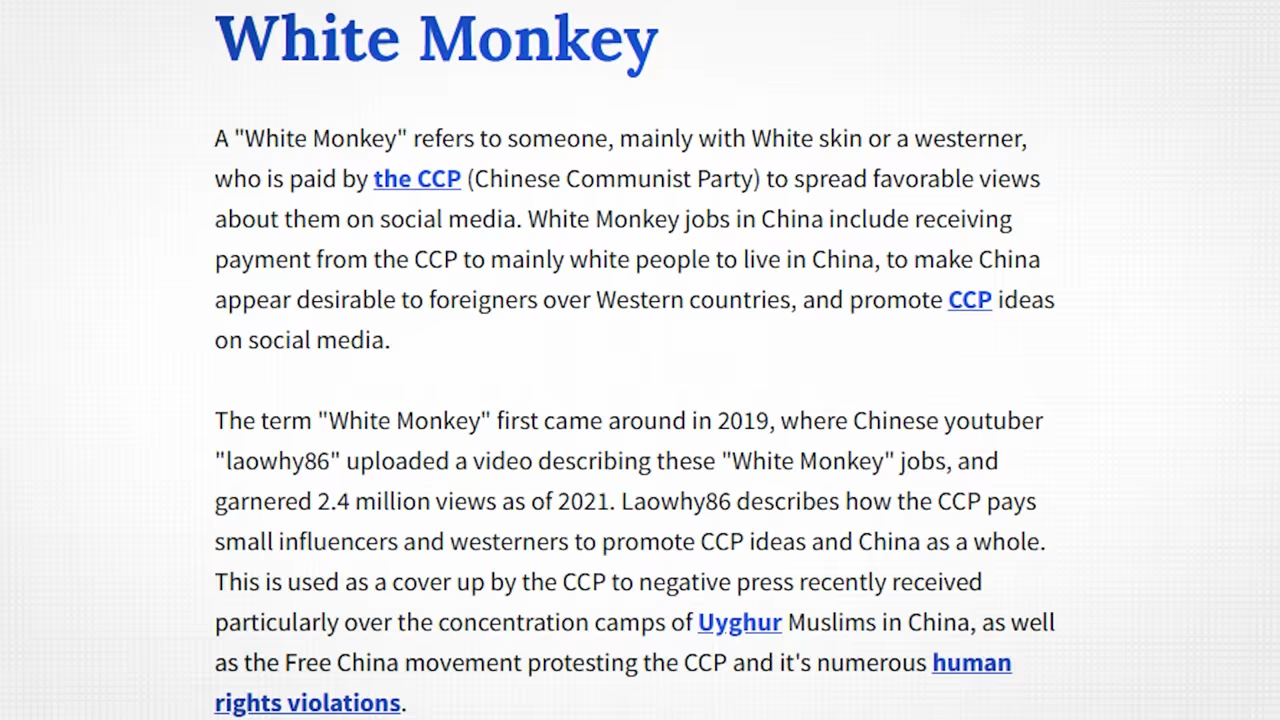 White Monkey
A "White Monkey" refers to someone, mainly with White skin or a westerner,
who is paid by the CCP (Chinese Communist Party) to spread favorable views
about them on social media. White Monkey jobs in China include receiving
payment from the CCP to mainly white people to live in China, to make China
appear desirable to foreigners over Western countries, and promote CCP ideas
on social media.
The term "White Monkey" first came around in 2019, where Chinese youtuber
"laowhy86" uploaded a video describing these "White Monkey" jobs, and
garnered 2.4 million views as of 2021. Laowhy86 describes how the CCP pays
small influencers and westerners to promote CCP ideas and China as a whole.
This is used as a cover up by the CCP to negative press recently received
particularly over the concentration camps of Uyghur Muslims in China, as well
as the Free China movement protesting the CCP and it's numerous human
rights violations.